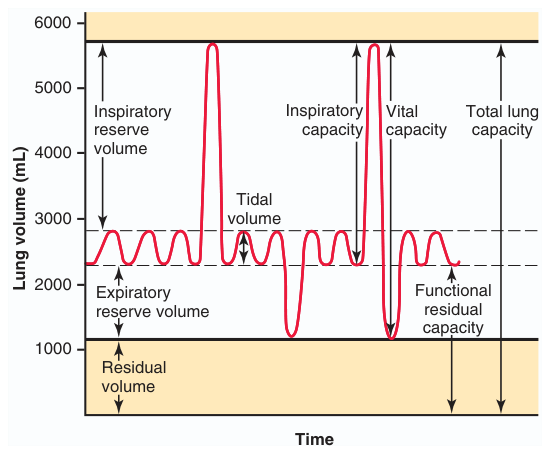 6000
5000
4000
3000
2000
1000
Lung volume (mL)
Inspiratory
reserve
volume
Tidal
volume
Inspiratory
capacity
Vital
capacity
Total lung
capacity
Expiratory
reserve volume
Functional
residual
capacity
Residual
volume
Time